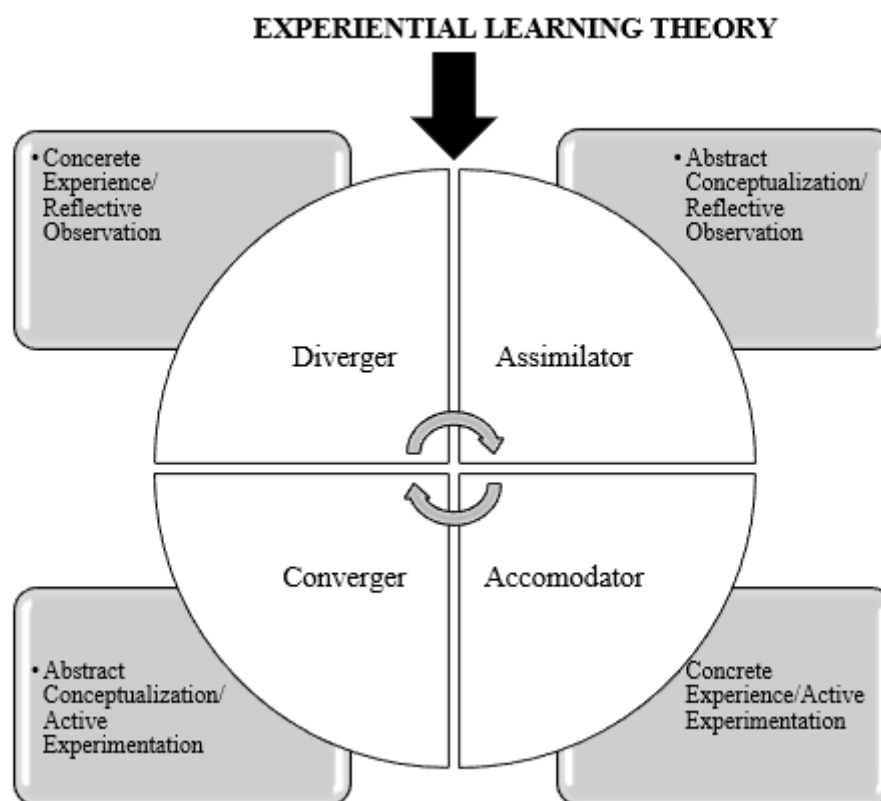 EXPERIENTIAL LEARNING THEORY
• Concerete
Experience/
Reflective
Observation
• Abstract
Conceptualization/
Reflective
Observation
Diverger
Assimilator
Converger
Accomodator
• Abstract
Conceptualization/
Active
Experimentation
Concrete
Experience/Active
Experimentation